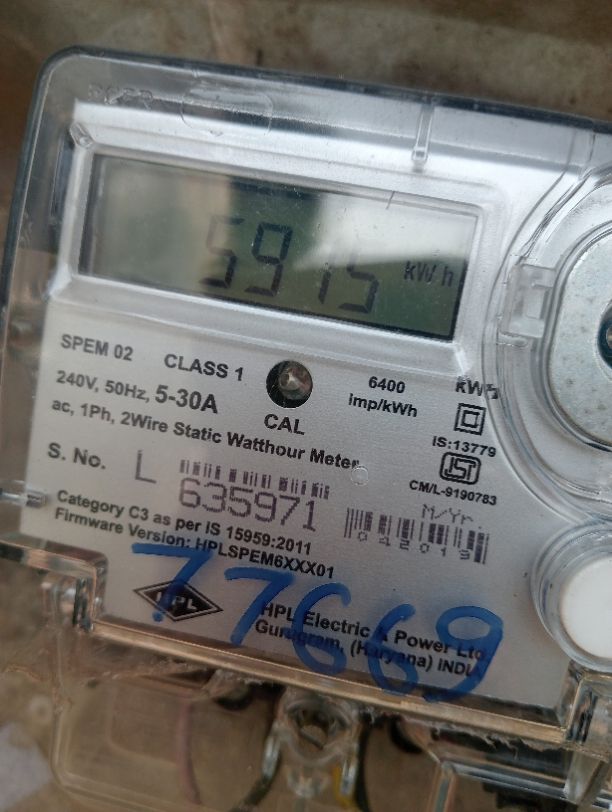 5915 kWh
SPEM 02 CLASS 1 6400 imp/kWh KWh
240V, 50Hz, 5-30A CAL
ac, 1Ph, 2Wire Static Watthour Meter
IS:13779
ISI
CM/L-9190783
S. No. L 635971
M/Yr.
Category C3 as per IS 15959:2011
Firmware Version: HPLSPEM6XXX01
77669
HPL
HPL Electric & Power Ltd.
Gurugram, (Haryana) INDIA